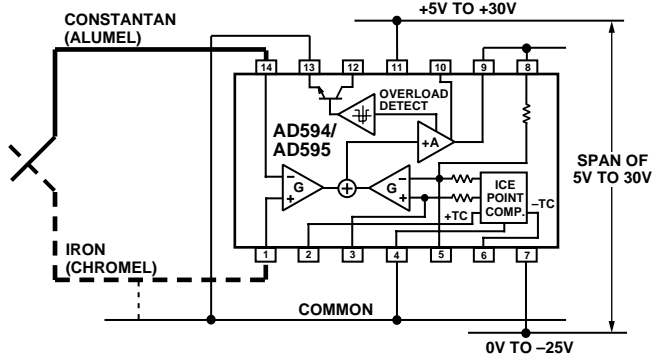 CONSTANTAN
(ALUMEL)
+5V TO +30V
14
13
12
11
10
9
8
OVERLOAD
DETECT
AD594/
AD595
+A
SPAN OF
5V TO 30V
–
G
+
+
–
G
+
ICE
POINT
COMP.
–TC
+TC
IRON
(CHROMEL)
1
2
3
4
5
6
7
COMMON
0V TO –25V